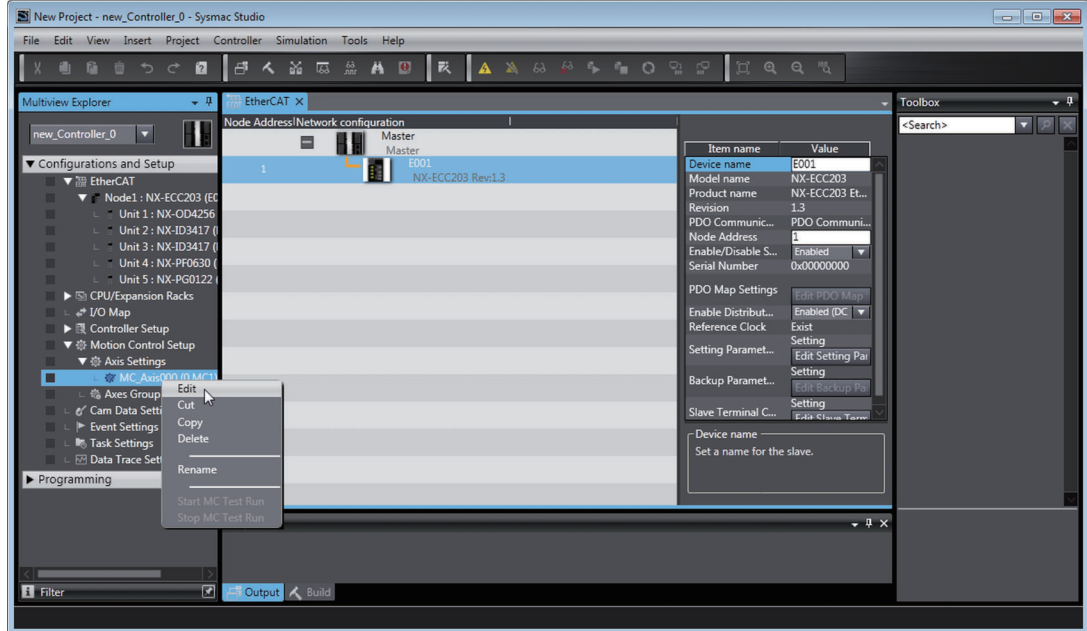 New Project - new_Controller_0 - Sysmac Studio
File Edit View Insert Project Controller Simulation Tools Help
Multiview Explorer
new_Controller_0
Configurations and Setup
EtherCAT
Node1 : NX-ECC203 (E0
Unit 1 : NX-OD4256
Unit 2 : NX-ID3417 (
Unit 3 : NX-ID3417 (
Unit 4 : NX-PF0630 (
Unit 5 : NX-PG0122 (
CPU/Expansion Racks
I/O Map
Controller Setup
Motion Control Setup
Axis Settings
MC_Axis000 (0,MC1)
Axes Group
Cam Data Setti
Event Settings
Task Settings
Data Trace Set
Programming
Filter
Edit
Cut
Copy
Delete
Rename
Start MC Test Run
Stop MC Test Run
EtherCAT
Node Address Network configuration
Master
Master
1
E001
NX-ECC203 Rev:1.3
Item name Value
Device name E001
Model name NX-ECC203
Product name NX-ECC203 Et...
Revision 1.3
PDO Communic... PDO Communi...
Node Address 1
Enable/Disable S... Enabled
Serial Number 0x00000000
PDO Map Settings Edit PDO Map
Enable Distribut... Enabled (DC
Reference Clock Exist
Setting Paramet... Setting
Edit Setting Par
Backup Paramet... Setting
Edit Backup Pa
Slave Terminal C... Setting
Edit Slave Term
Device name
Set a name for the slave.
Output Build
Toolbox
<Search>